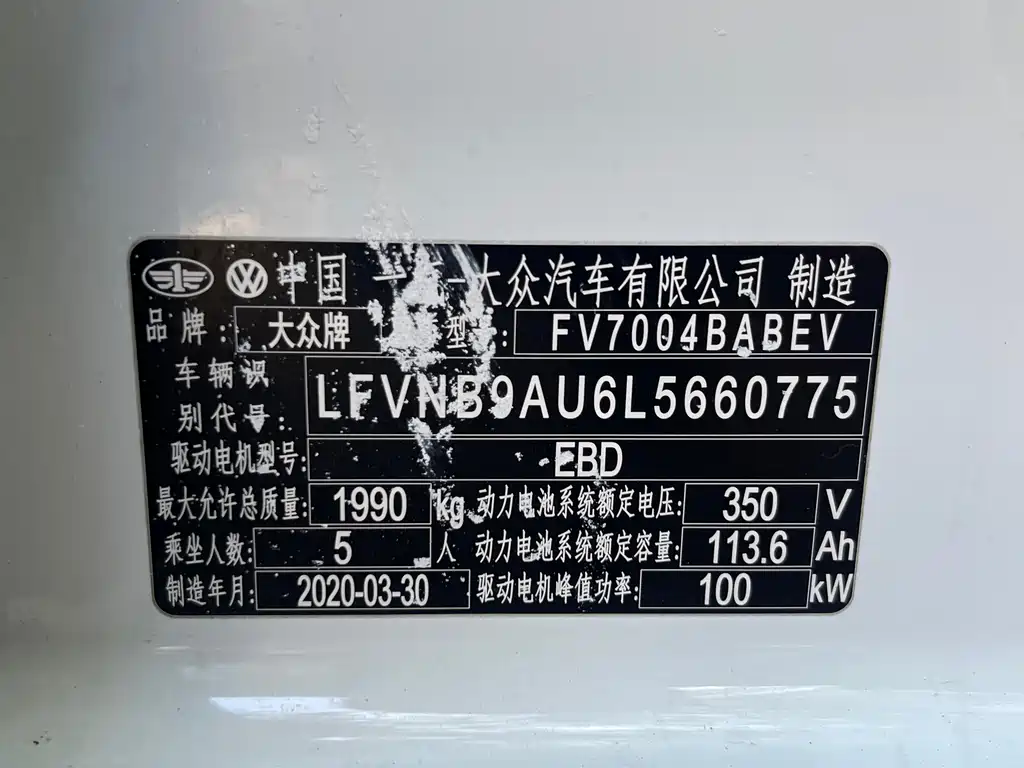 中国 一汽-大众汽车有限公司 制造
品牌: 大众牌 型号: FV7004BABEV
车辆识
别代号: LFVNB9AU6L5660775
驱动电机型号: EBD
最大允许总质量: 1990 kg 动力电池系统额定电压: 350 V
乘坐人数: 5 人 动力电池系统额定容量: 113.6 Ah
制造年月: 2020-03-30 驱动电机峰值功率: 100 kW